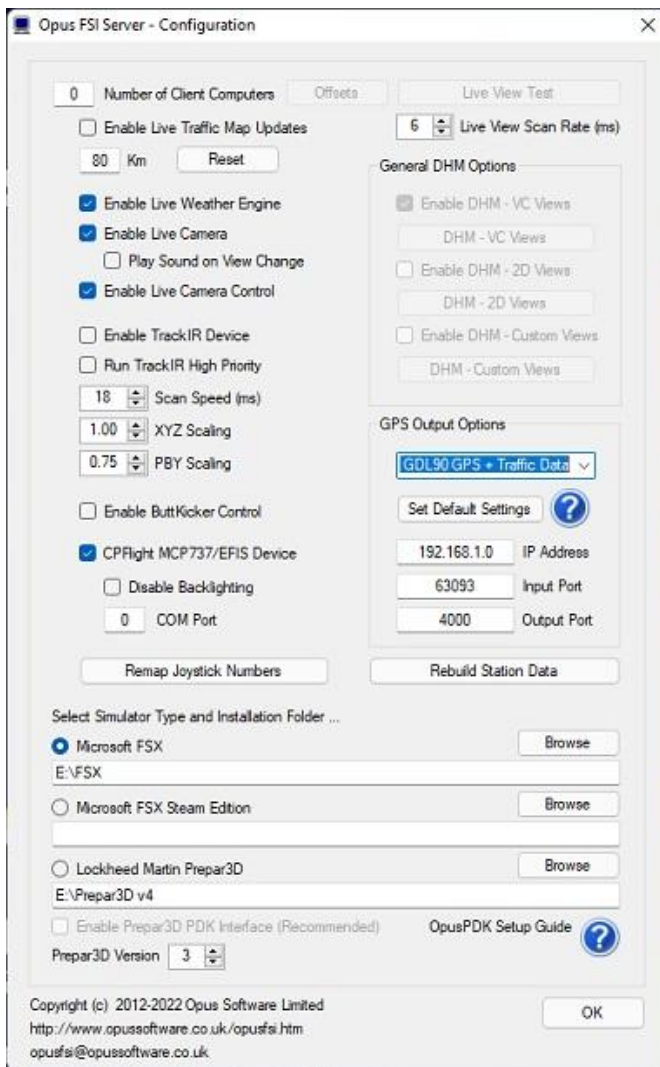 Opus FSI Server - Configuration
0 Number of Client Computers Offsets Live View Test
Enable Live Traffic Map Updates 6 Live View Scan Rate (ms)
80 Km Reset
General DHM Options
Enable Live Weather Engine Enable DHM - VC Views
Enable Live Camera DHM - VC Views
Play Sound on View Change Enable DHM - 2D Views
Enable Live Camera Control DHM - 2D Views
Enable TrackIR Device Enable DHM - Custom Views
Run TrackIR High Priority DHM - Custom Views
18 Scan Speed (ms)
1.00 XYZ Scaling GPS Output Options
0.75 PBY Scaling GDL90 GPS + Traffic Data
Enable ButtKicker Control Set Default Settings ?
CPFlight MCP737/EFIS Device 192.168.1.0 IP Address
Disable Backlighting 63093 Input Port
0 COM Port 4000 Output Port
Remap Joystick Numbers Rebuild Station Data
Select Simulator Type and Installation Folder ...
Microsoft FSX Browse
E:\FSX
Microsoft FSX Steam Edition Browse
Lockheed Martin Prepar3D Browse
E:\Prepar3D v4
Enable Prepar3D PDK Interface (Recommended) OpusPDK Setup Guide ?
Prepar3D Version 3
Copyright (c) 2012-2022 Opus Software Limited OK
http://www.opussoftware.co.uk/opusfsi.htm
opusfsi@opussoftware.co.uk